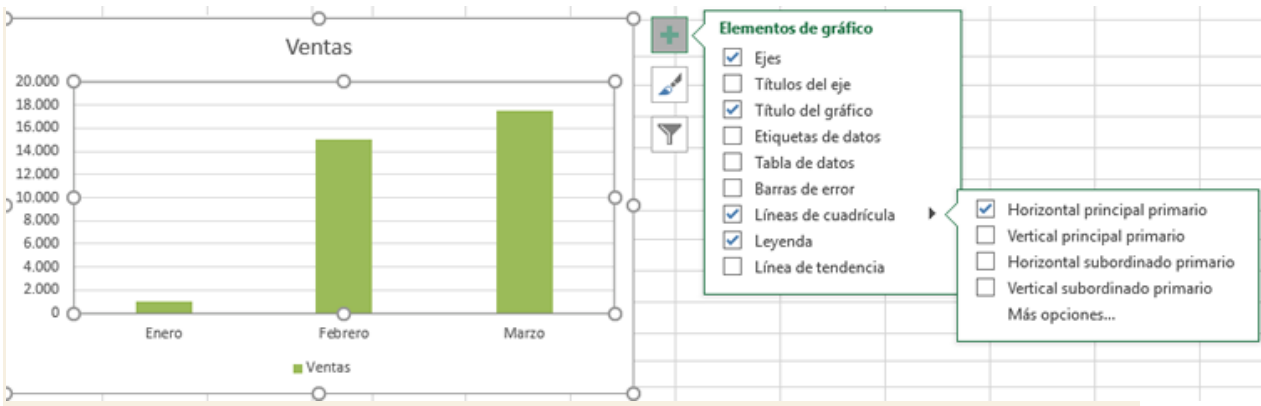 Ventas
20.000
18.000
16.000
14.000
12.000
10.000
8.000
6.000
4.000
2.000
0
Enero Febrero Marzo
Ventas
Elementos de gráfico
Ejes
Títulos del eje
Título del gráfico
Etiquetas de datos
Tabla de datos
Barras de error
Líneas de cuadrícula
Leyenda
Línea de tendencia
Horizontal principal primario
Vertical principal primario
Horizontal subordinado primario
Vertical subordinado primario
Más opciones...